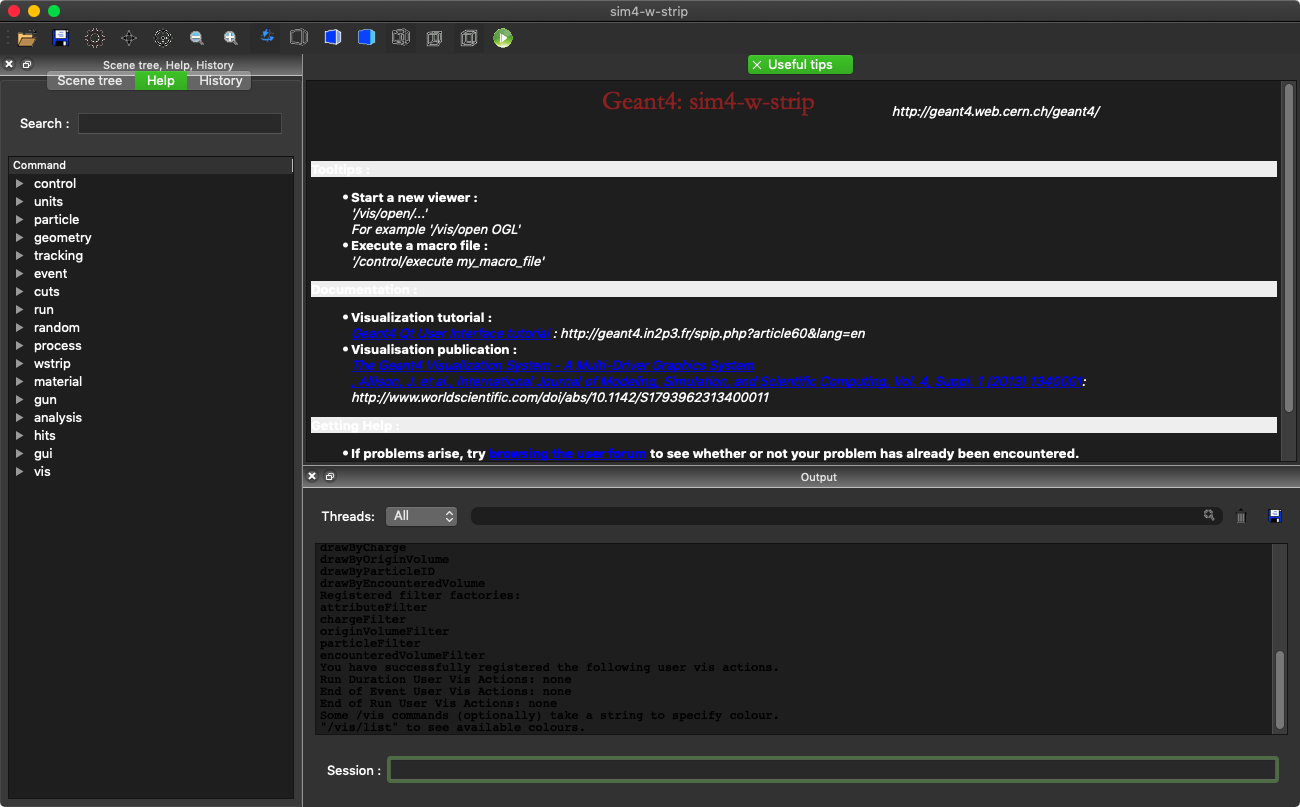 sim4-w-strip
Scene tree, Help, History
Scene tree
Help
History
Search :
Command
control
units
particle
geometry
tracking
event
cuts
run
random
process
wstrip
material
gun
analysis
hits
gui
vis
Useful tips
Geant4: sim4-w-strip
http://geant4.web.cern.ch/geant4/
Tooltips :
• Start a new viewer :
'/vis/open/...'
For example '/vis/open OGL'
• Execute a macro file :
'/control/execute my_macro_file'
Documentation :
• Visualization tutorial :
Geant4 Qt User Interface tutorial : http://geant4.in2p3.fr/spip.php?article60&lang=en
• Visualisation publication :
The Geant4 Visualization System - A Multi-Driver Graphics System
, Allison, J. et al., International Journal of Modeling, Simulation, and Scientific Computing, Vol. 4, Suppl. 1 (2013) 1340001:
http://www.worldscientific.com/doi/abs/10.1142/S1793962313400011
Getting Help :
• If problems arise, try browsing the user forum to see whether or not your problem has already been encountered.
Output
Threads:
All
drawByCharge
drawByOriginVolume
drawByParticleID
drawByEncounteredVolume
Registered filter factories:
attributeFilter
chargeFilter
originVolumeFilter
particleFilter
encounteredVolumeFilter
You have successfully registered the following user vis actions.
Run Duration User Vis Actions: none
End of Event User Vis Actions: none
End of Run User Vis Actions: none
Some /vis commands (optionally) take a string to specify colour.
"/vis/list" to see available colours.
Session :